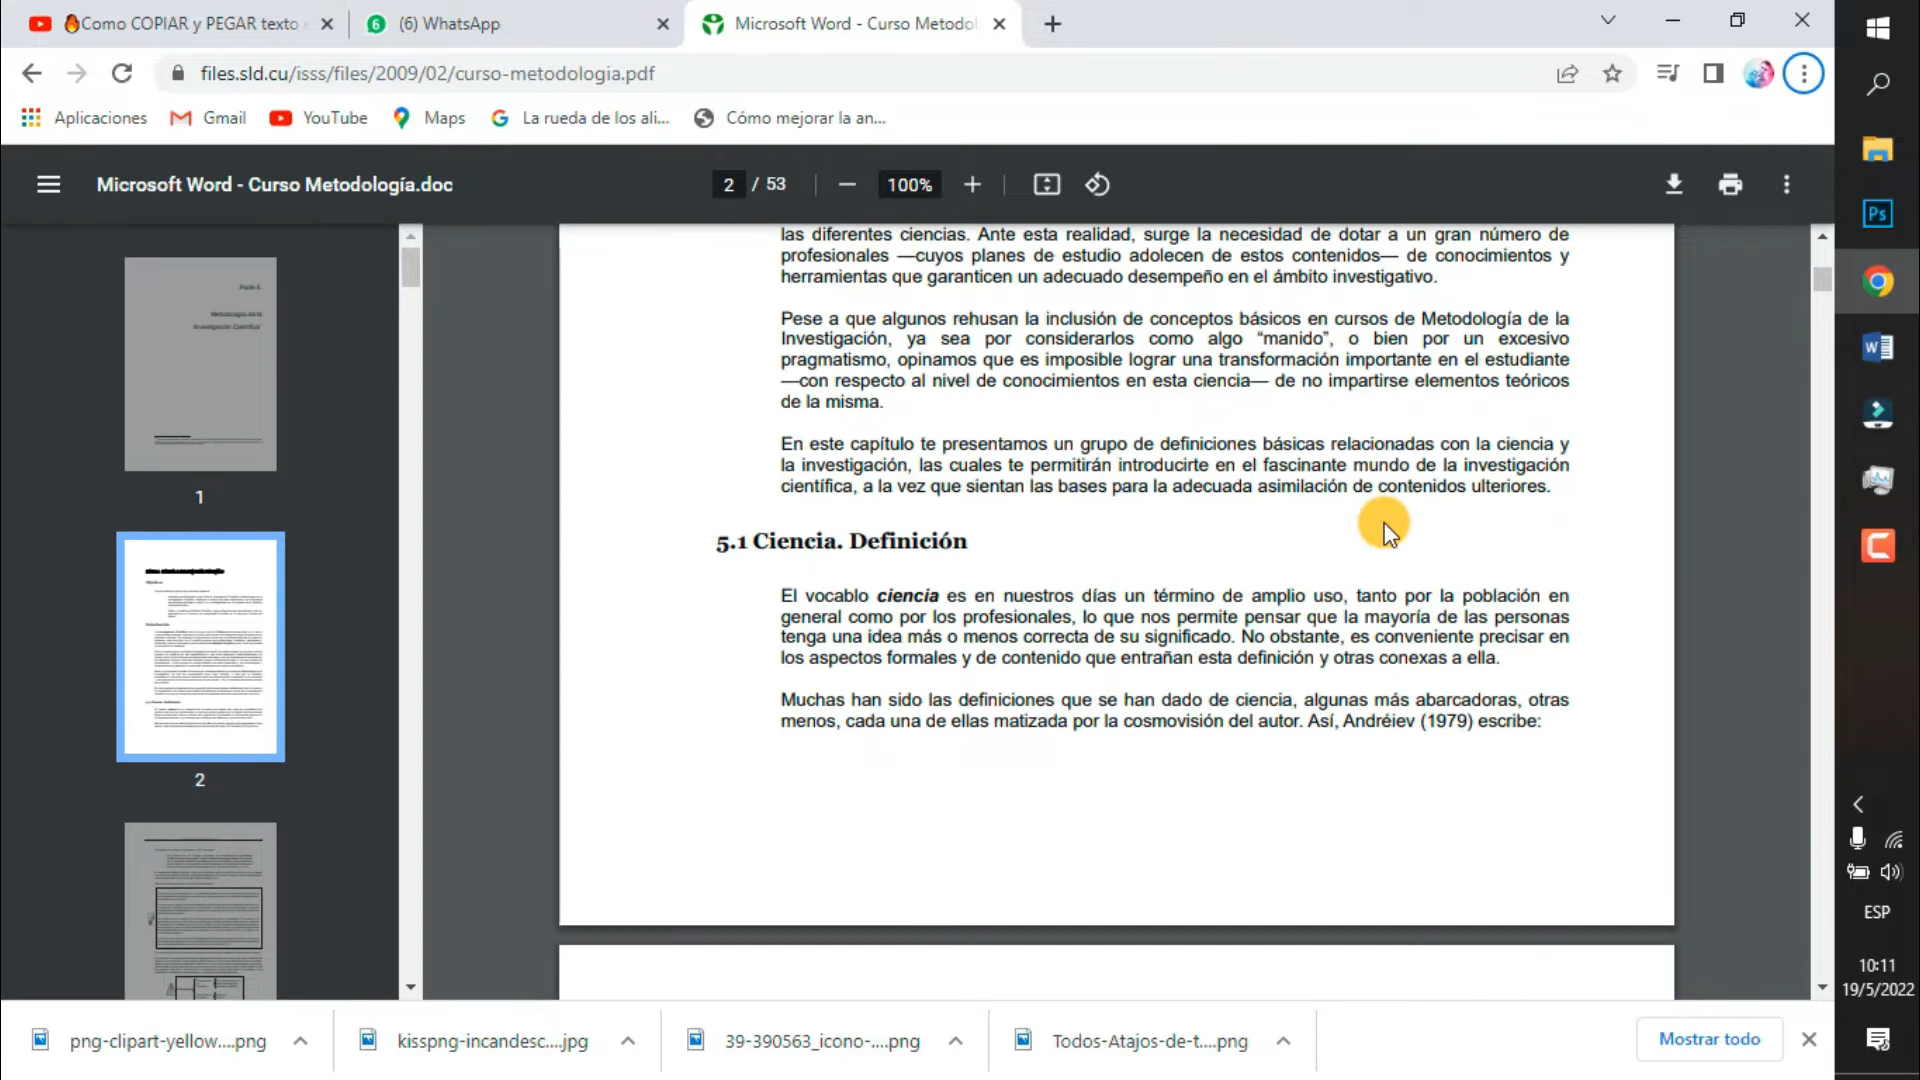 🔥Como COPIAR y PEGAR texto
6 (6) WhatsApp
Microsoft Word - Curso Metodol
files.sld.cu/isss/files/2009/02/curso-metodologia.pdf
Aplicaciones Gmail YouTube Maps La rueda de los ali... Cómo mejorar la an...
Microsoft Word - Curso Metodología.doc 2 / 53 100%
Ps
W
Metodología de la
Investigación Científica
1
2
las diferentes ciencias. Ante esta realidad, surge la necesidad de dotar a un gran número de
profesionales —cuyos planes de estudio adolecen de estos contenidos— de conocimientos y
herramientas que garanticen un adecuado desempeño en el ámbito investigativo.
Pese a que algunos rehusan la inclusión de conceptos básicos en cursos de Metodología de la
Investigación, ya sea por considerarlos como algo “manido”, o bien por un excesivo
pragmatismo, opinamos que es imposible lograr una transformación importante en el estudiante
—con respecto al nivel de conocimientos en esta ciencia— de no impartirse elementos teóricos
de la misma.
En este capítulo te presentamos un grupo de definiciones básicas relacionadas con la ciencia y
la investigación, las cuales te permitirán introducirte en el fascinante mundo de la investigación
científica, a la vez que sientan las bases para la adecuada asimilación de contenidos ulteriores.
5.1 Ciencia. Definición
El vocablo ciencia es en nuestros días un término de amplio uso, tanto por la población en
general como por los profesionales, lo que nos permite pensar que la mayoría de las personas
tenga una idea más o menos correcta de su significado. No obstante, es conveniente precisar en
los aspectos formales y de contenido que entrañan esta definición y otras conexas a ella.
Muchas han sido las definiciones que se han dado de ciencia, algunas más abarcadoras, otras
menos, cada una de ellas matizada por la cosmovisión del autor. Así, Andréiev (1979) escribe:
ESP
10:11
19/5/2022
png-clipart-yellow....png kisspng-incandesc....jpg 39-390563_icono-....png Todos-Atajos-de-t....png Mostrar todo